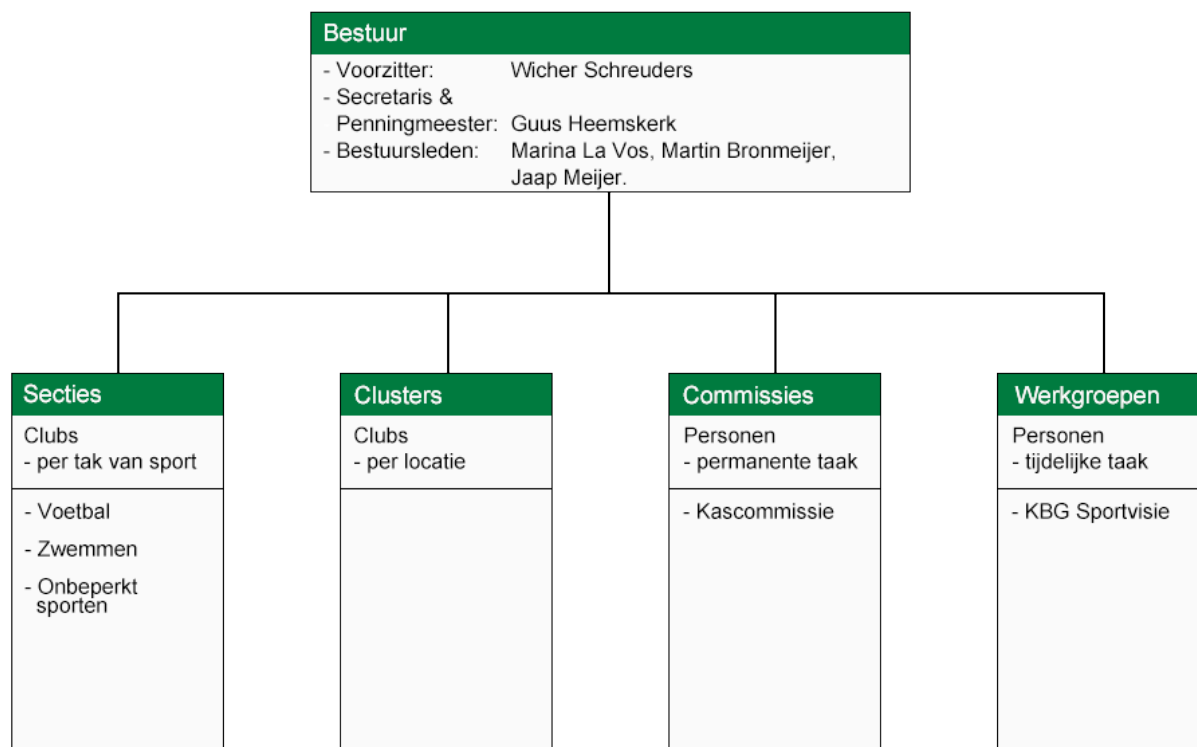 Bestuur
- Voorzitter: Wicher Schreuders
- Secretaris &
Penningmeester: Guus Heemskerk
- Bestuursleden: Marina La Vos, Martin Bronmeijer,
Jaap Meijer.
Secties
Clubs
- per tak van sport
- Voetbal
- Zwemmen
- Onbeperkt
sporten
Clusters
Clubs
- per locatie
Commissies
Personen
- permanente taak
- Kascommissie
Werkgroepen
Personen
- tijdelijke taak
- KBG Sportvisie